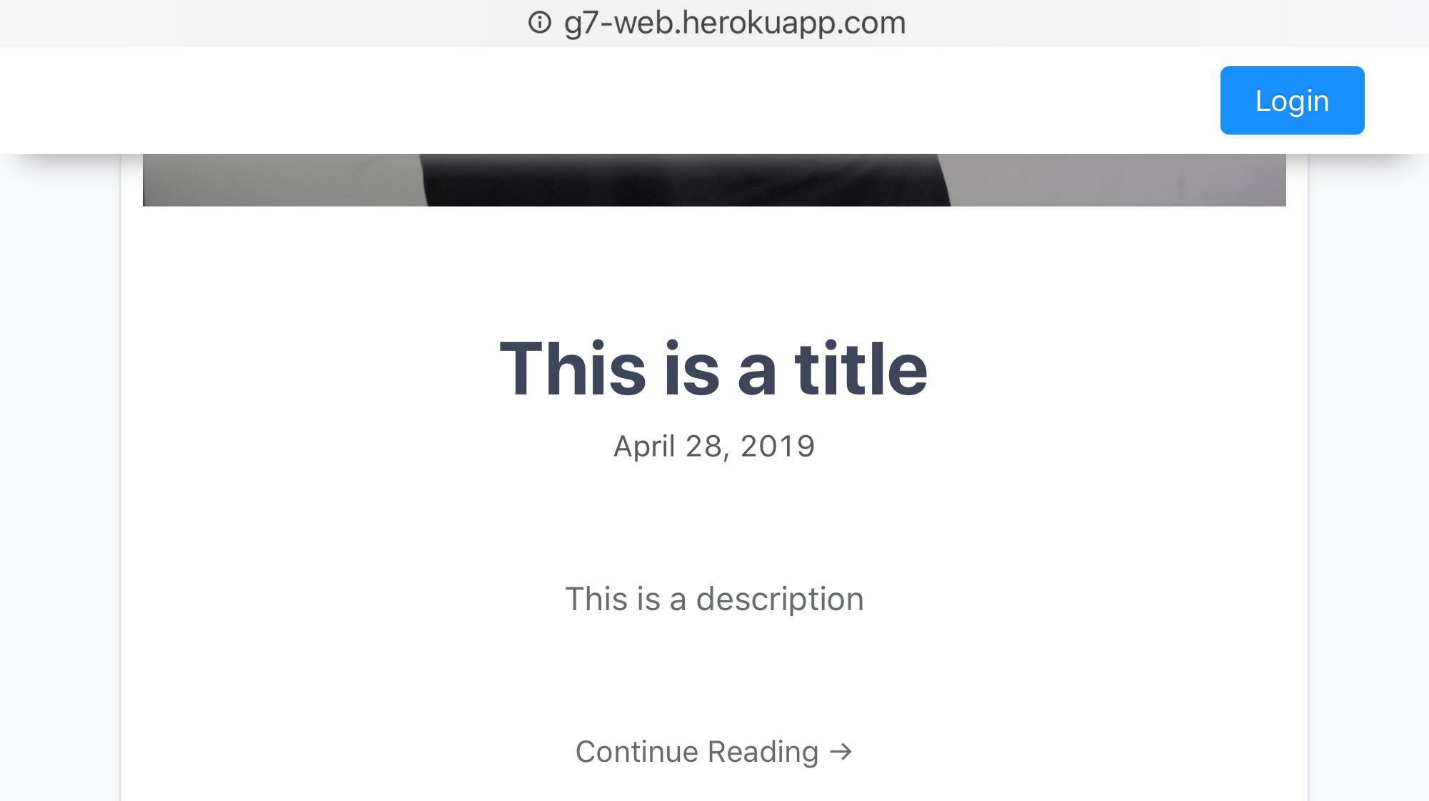 g7-web.herokuapp.com
Login
This is a title
April 28, 2019
This is a description
Continue Reading →